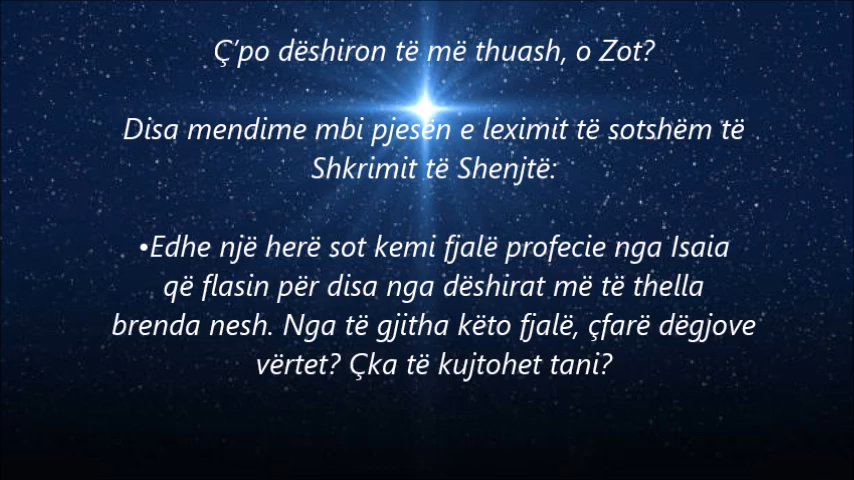 Ç’po dëshiron të më thuash, o Zot?
Disa mendime mbi pjesën e leximit të sotshëm të
Shkrimit të Shenjtë:
•Edhe një herë sot kemi fjalë profecie nga Isaia
që flasin për disa nga dëshirat më të thella
brenda nesh. Nga të gjitha këto fjalë, çfarë dëgjove
vërtet? Çka të kujtohet tani?